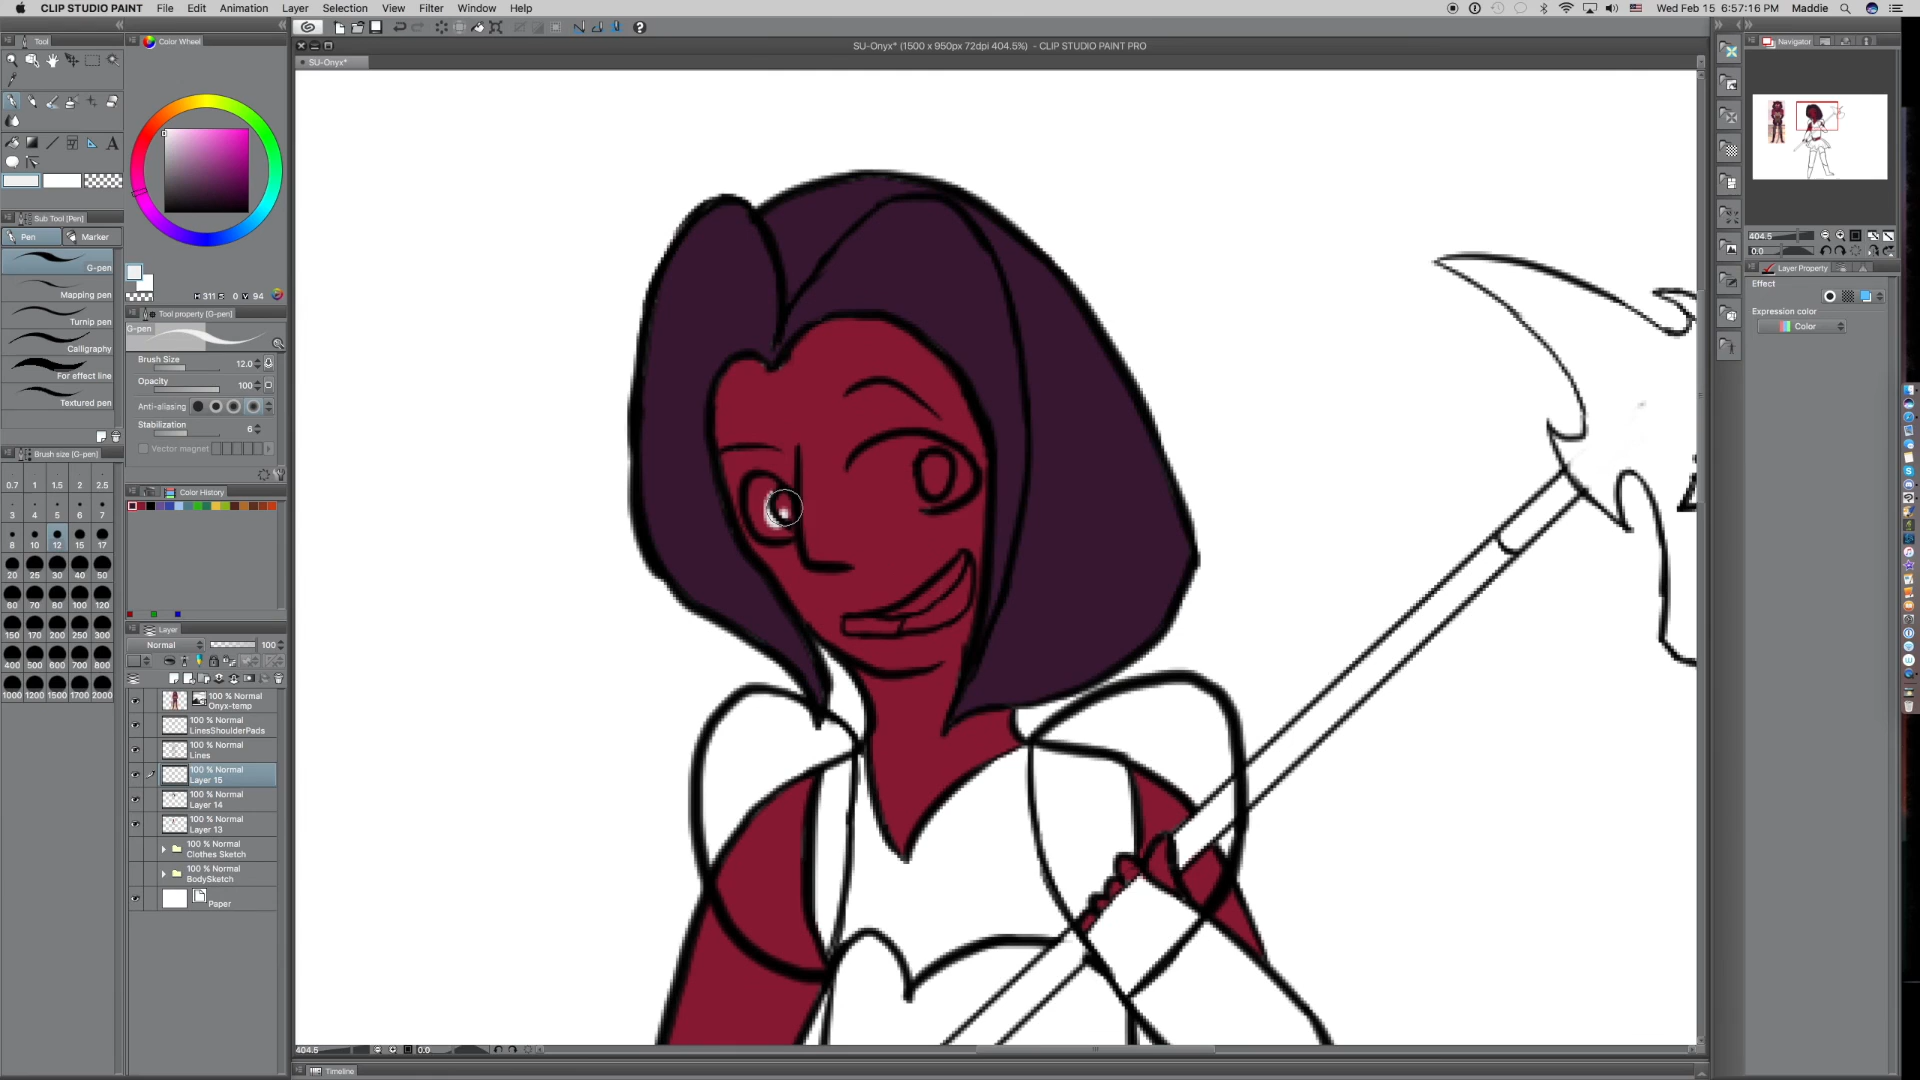 CLIP STUDIO PAINT File Edit Animation Layer Selection View Filter Window Help Wed Feb 15 6:57:16 PM Maddie
SU-Onyx* (1500 x 950px 72dpi 404.5%) - CLIP STUDIO PAINT PRO
Tool
Color Wheel
SU-Onyx*
Navigator
Sub Tool [Pen]
Pen
Marker
G-pen
Mapping pen
Turnip pen
Calligraphy
For effect line
Textured pen
H 311 S 0 V 94
Tool property [G-pen]
G-pen
Brush Size 12.0
Opacity 100
Anti-aliasing
Stabilization 6
Vector magnet
Brush size [G-pen]
0.7 1 1.5 2 2.5
3 4 5 6 7
8 10 12 15 17
20 25 30 40 50
60 70 80 100 120
150 170 200 250 300
400 500 600 700 800
1000 1200 1500 1700 2000
Color History
Layer
Normal 100
100 % Normal
Onyx-temp
100 % Normal
LinesShoulderPads
100 % Normal
Lines
100 % Normal
Layer 15
100 % Normal
Layer 14
100 % Normal
Layer 13
100 % Normal
Clothes Sketch
100 % Normal
BodySketch
Paper
404.5
0.0
Layer Property
Effect
Expression color
Color
404.5 0.0
Timeline